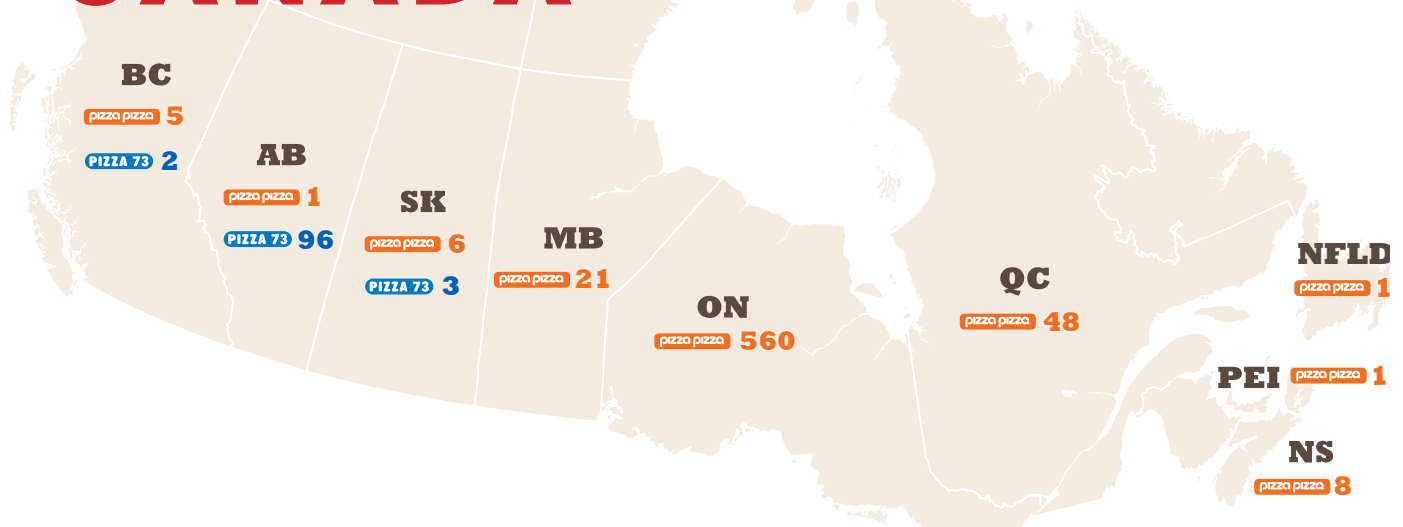 CANADA
BC
pizza pizza 5
PIZZA 73 2
AB
pizza pizza 1
PIZZA 73 96
SK
pizza pizza 6
PIZZA 73 3
MB
pizza pizza 21
ON
pizza pizza 560
QC
pizza pizza 48
NFLD
pizza pizza 1
PEI pizza pizza 1
NS
pizza pizza 8